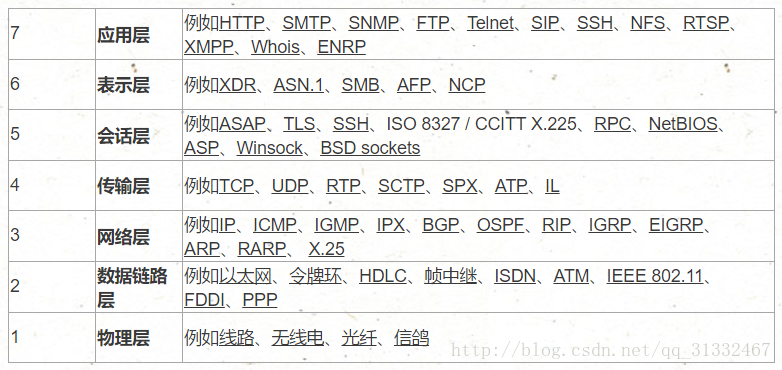 7 应用层 例如HTTP、SMTP、SNMP、FTP、Telnet、SIP、SSH、NFS、RTSP、
XMPP、Whois、ENRP
6 表示层 例如XDR、ASN.1、SMB、AFP、NCP
5 会话层 例如ASAP、TLS、SSH、ISO 8327 / CCITT X.225、RPC、NetBIOS、
ASP、Winsock、BSD sockets
4 传输层 例如TCP、UDP、RTP、SCTP、SPX、ATP、IL
3 网络层 例如IP、ICMP、IGMP、IPX、BGP、OSPF、RIP、IGRP、EIGRP、
ARP、RARP、 X.25
2 数据链路 例如以太网、令牌环、HDLC、帧中继、ISDN、ATM、IEEE 802.11、
层 FDDI、PPP
1 物理层 例如线路、无线电、光纤、信鸽
http://blog.csdn.net/qq_31332467